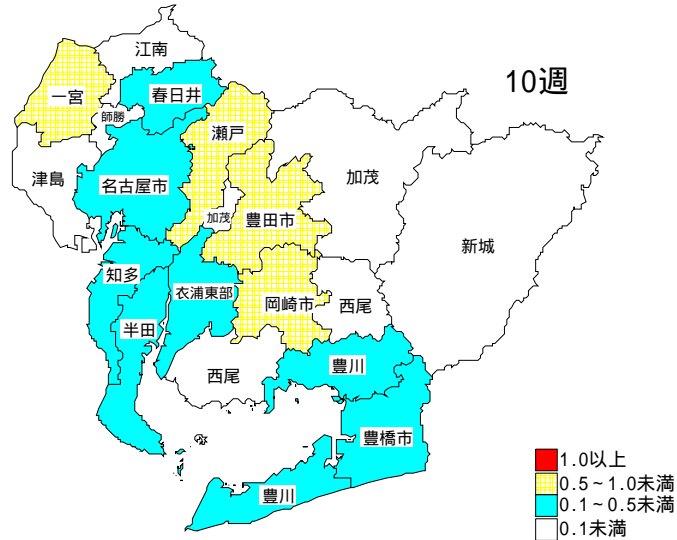 江南
10週
一宮
春日井
師勝
瀬戸
津島
名古屋市
加茂
加茂
豊田市
新城
知多
衣浦東部
岡崎市
西尾
半田
西尾
豊川
豊橋市
豊川
1.0以上
0.5~1.0未満
0.1~0.5未満
0.1未満